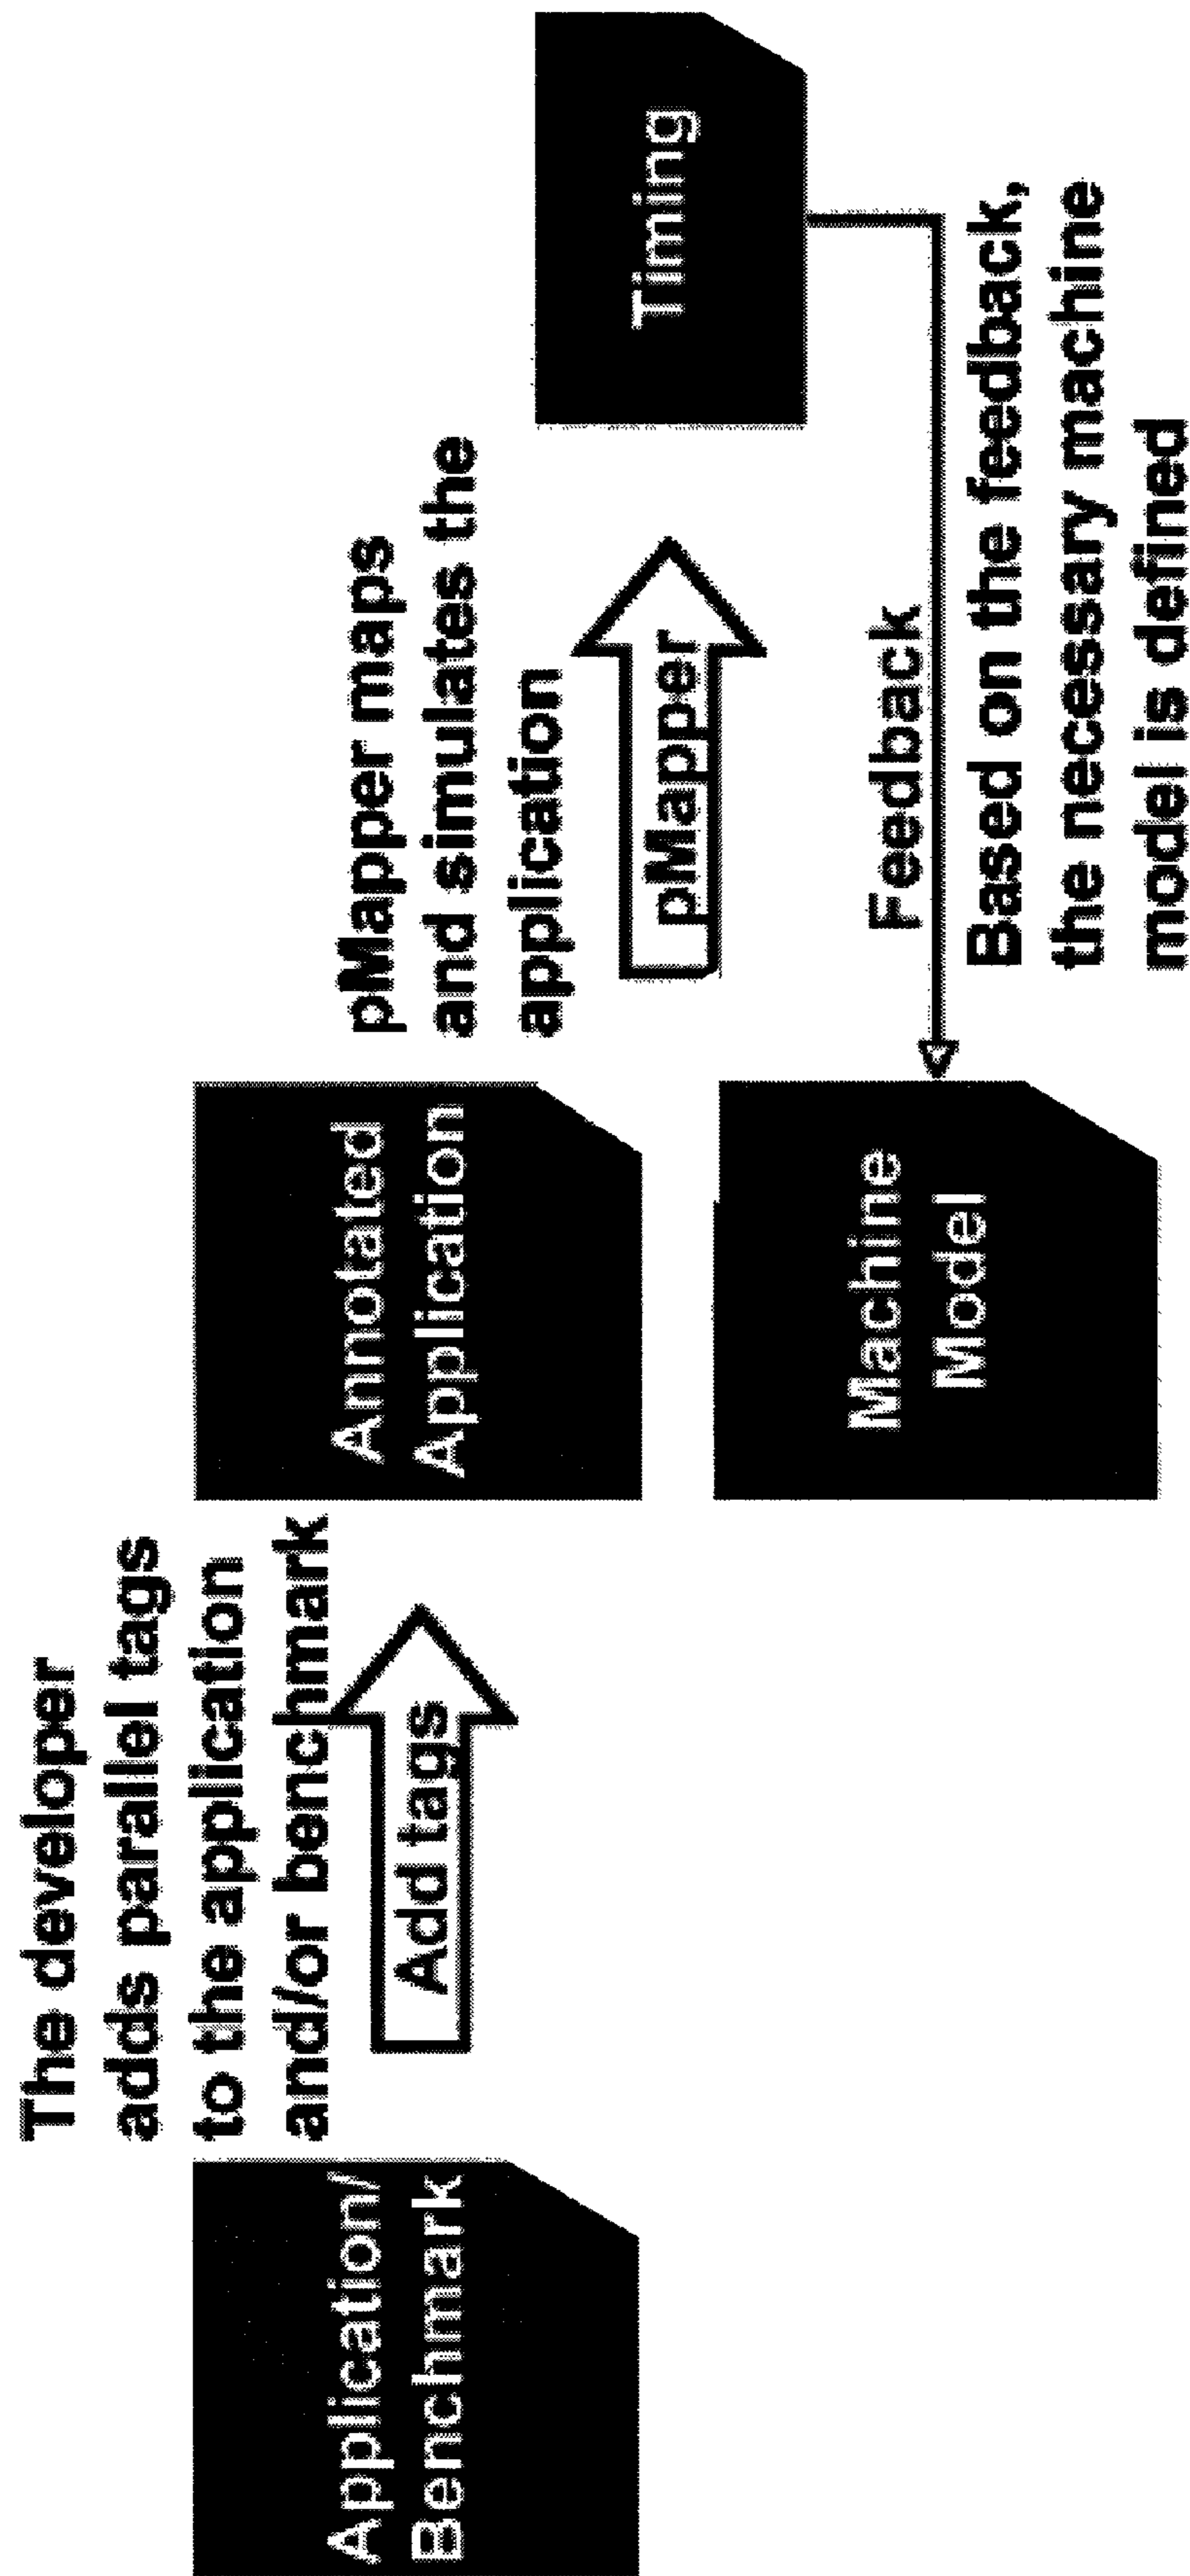 The developer
adds parallel tags
to the application
and/or benchmark
Application/
Benchmark
Add tags
Annotated
Application
pMapper maps
and simulates the
application
pMapper
Timing
Machine
Model
Feedback
Based on the feedback,
the necessary machine
model is defined